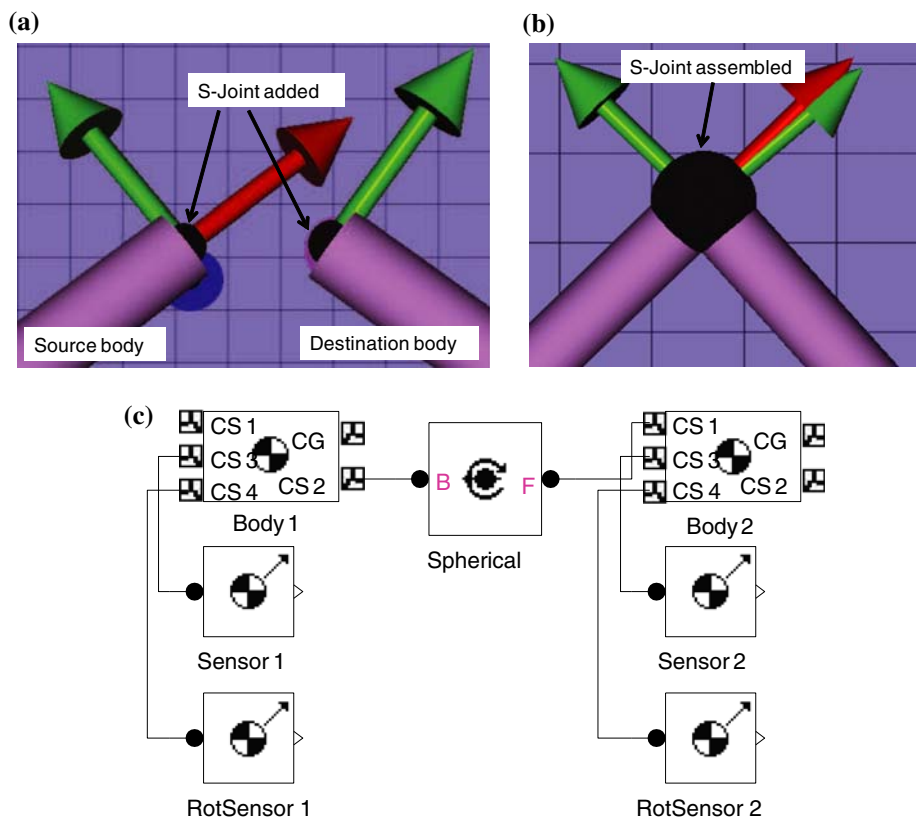 (a)
(b)
S-Joint added
S-Joint assembled
Source body
Destination body
(c)
CS 1
CG
CS 3
CS 4
CS 2
Body 1
B
F
Spherical
CS 1
CG
CS 3
CS 4
CS 2
Body 2
Sensor 1
Sensor 2
RotSensor 1
RotSensor 2